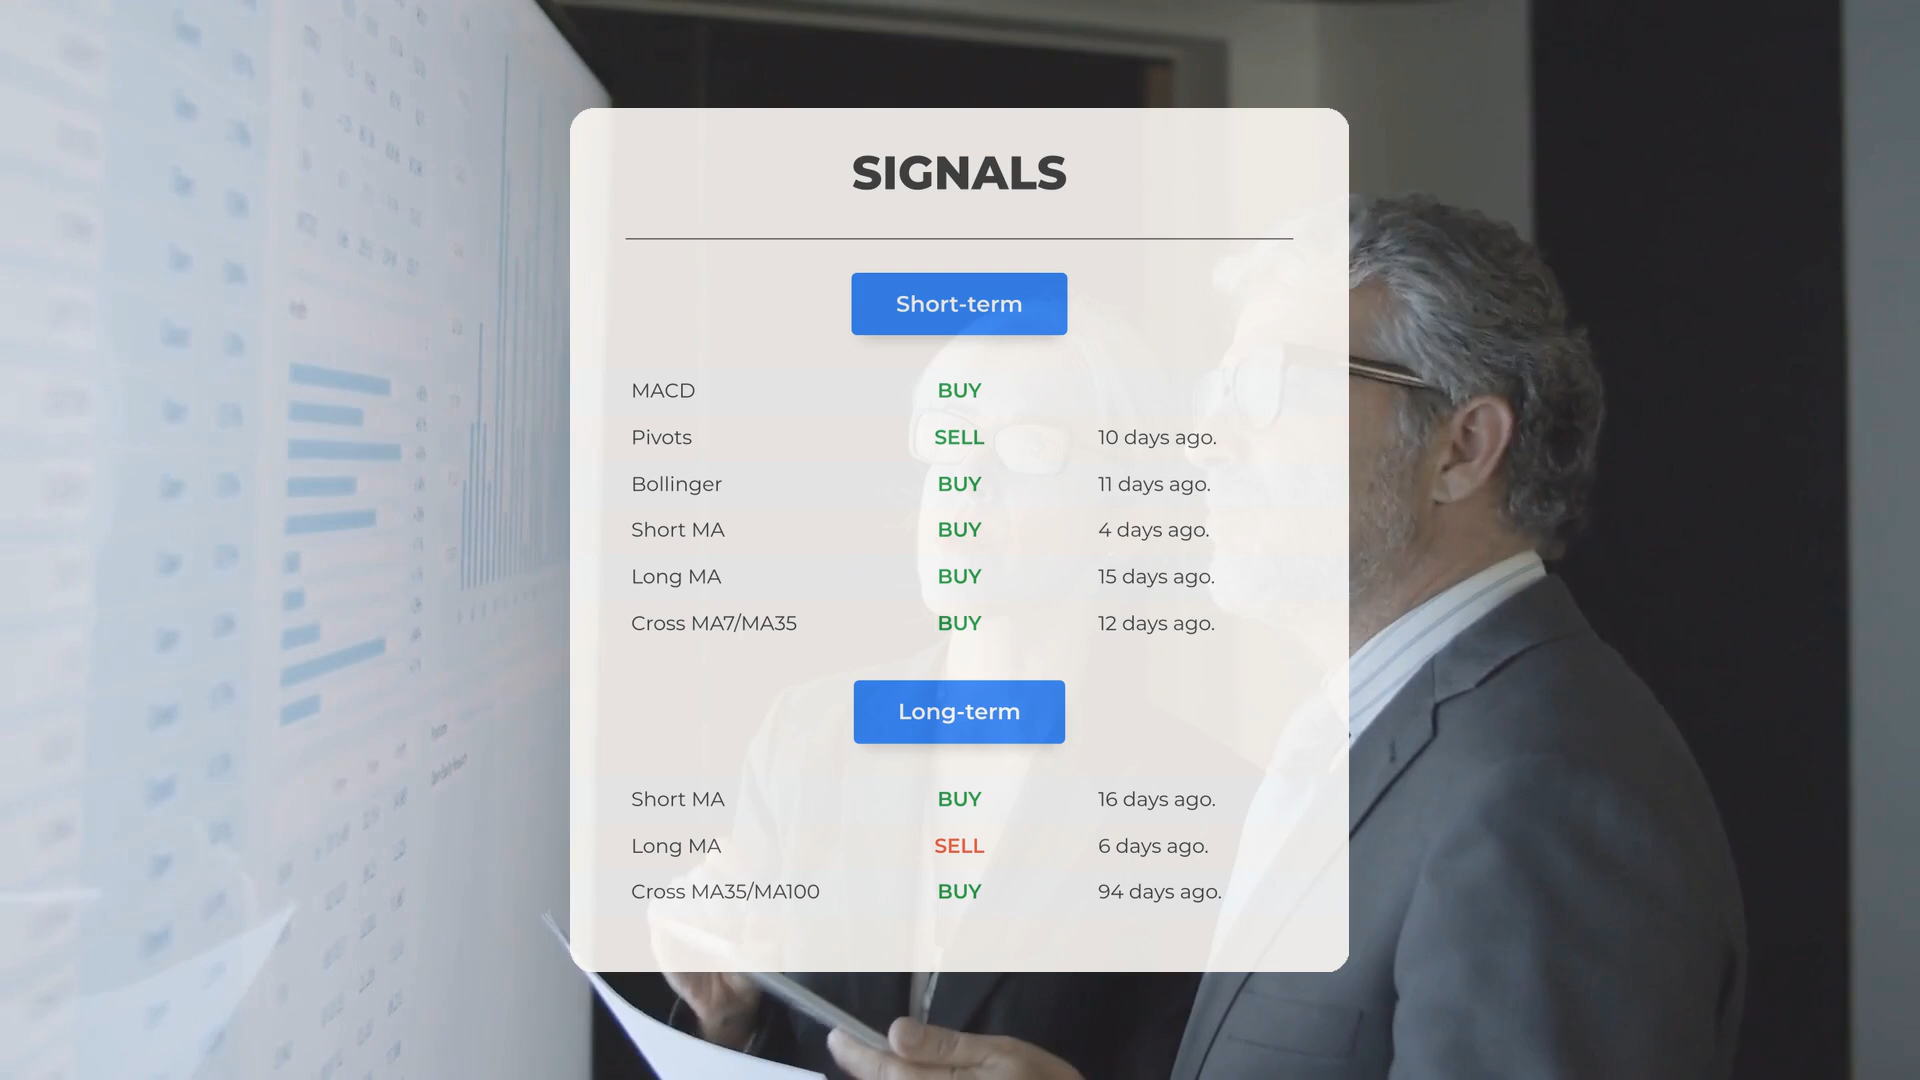 SIGNALS
Short-term
MACD BUY
Pivots SELL 10 days ago.
Bollinger BUY 11 days ago.
Short MA BUY 4 days ago.
Long MA BUY 15 days ago.
Cross MA7/MA35 BUY 12 days ago.
Long-term
Short MA BUY 16 days ago.
Long MA SELL 6 days ago.
Cross MA35/MA100 BUY 94 days ago.